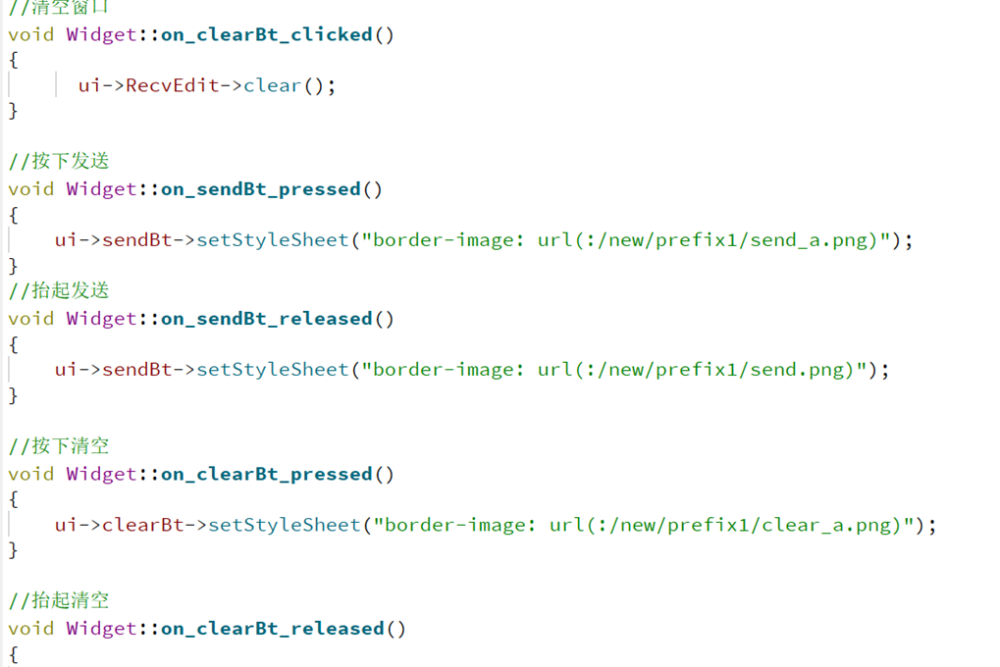 //清空窗口
void Widget::on_clearBt_clicked()
{
ui->RecvEdit->clear();
}
//按下发送
void Widget::on_sendBt_pressed()
{
ui->sendBt->setStyleSheet("border-image: url(:/new/prefix1/send_a.png)");
}
//抬起发送
void Widget::on_sendBt_released()
{
ui->sendBt->setStyleSheet("border-image: url(:/new/prefix1/send.png)");
}
//按下清空
void Widget::on_clearBt_pressed()
{
ui->clearBt->setStyleSheet("border-image: url(:/new/prefix1/clear_a.png)");
}
//抬起清空
void Widget::on_clearBt_released()
{